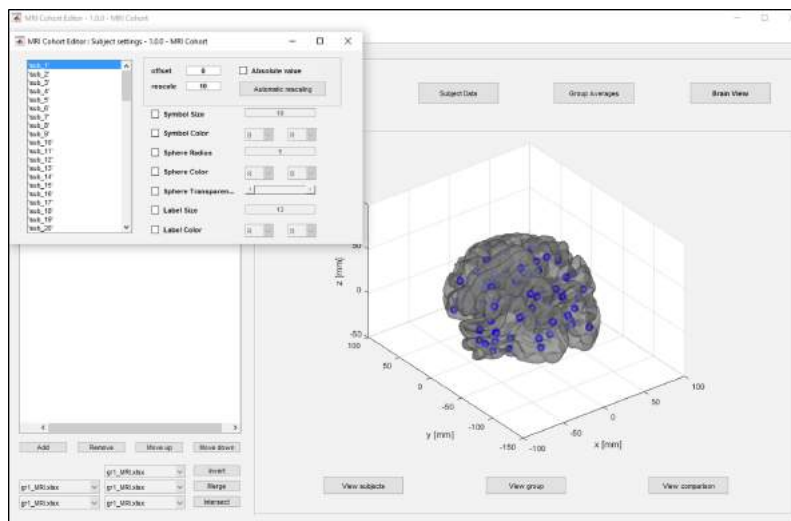 MRI Cohort Editor - 1.0.0 - MRI Cohort
MRI Cohort Editor : Subject settings - 1.0.0 - MRI Cohort
'sub_1'
'sub_2'
'sub_3'
'sub_4'
'sub_5'
'sub_6'
'sub_7'
'sub_8'
'sub_9'
'sub_10'
'sub_11'
'sub_12'
'sub_13'
'sub_14'
'sub_15'
'sub_16'
'sub_17'
'sub_18'
'sub_19'
'sub_20'
offset 0 Absolute value
rescale 10 Automatic rescaling
Symbol Size 10
Symbol Color
Sphere Radius
Sphere Color
Sphere Transparen...
Label Size 12
Label Color
Subject Data Group Averages Brain View
50
0
-50
z [mm]
100
50
0
-50
-100
-150
y [mm]
-100
-50
0
50
100
x [mm]
Add Remove Move up Move down
gr1_MRI.xlsx Invert
gr1_MRI.xlsx gr1_MRI.xlsx Merge
gr1_MRI.xlsx gr1_MRI.xlsx Intersect
View subjects View group View comparison